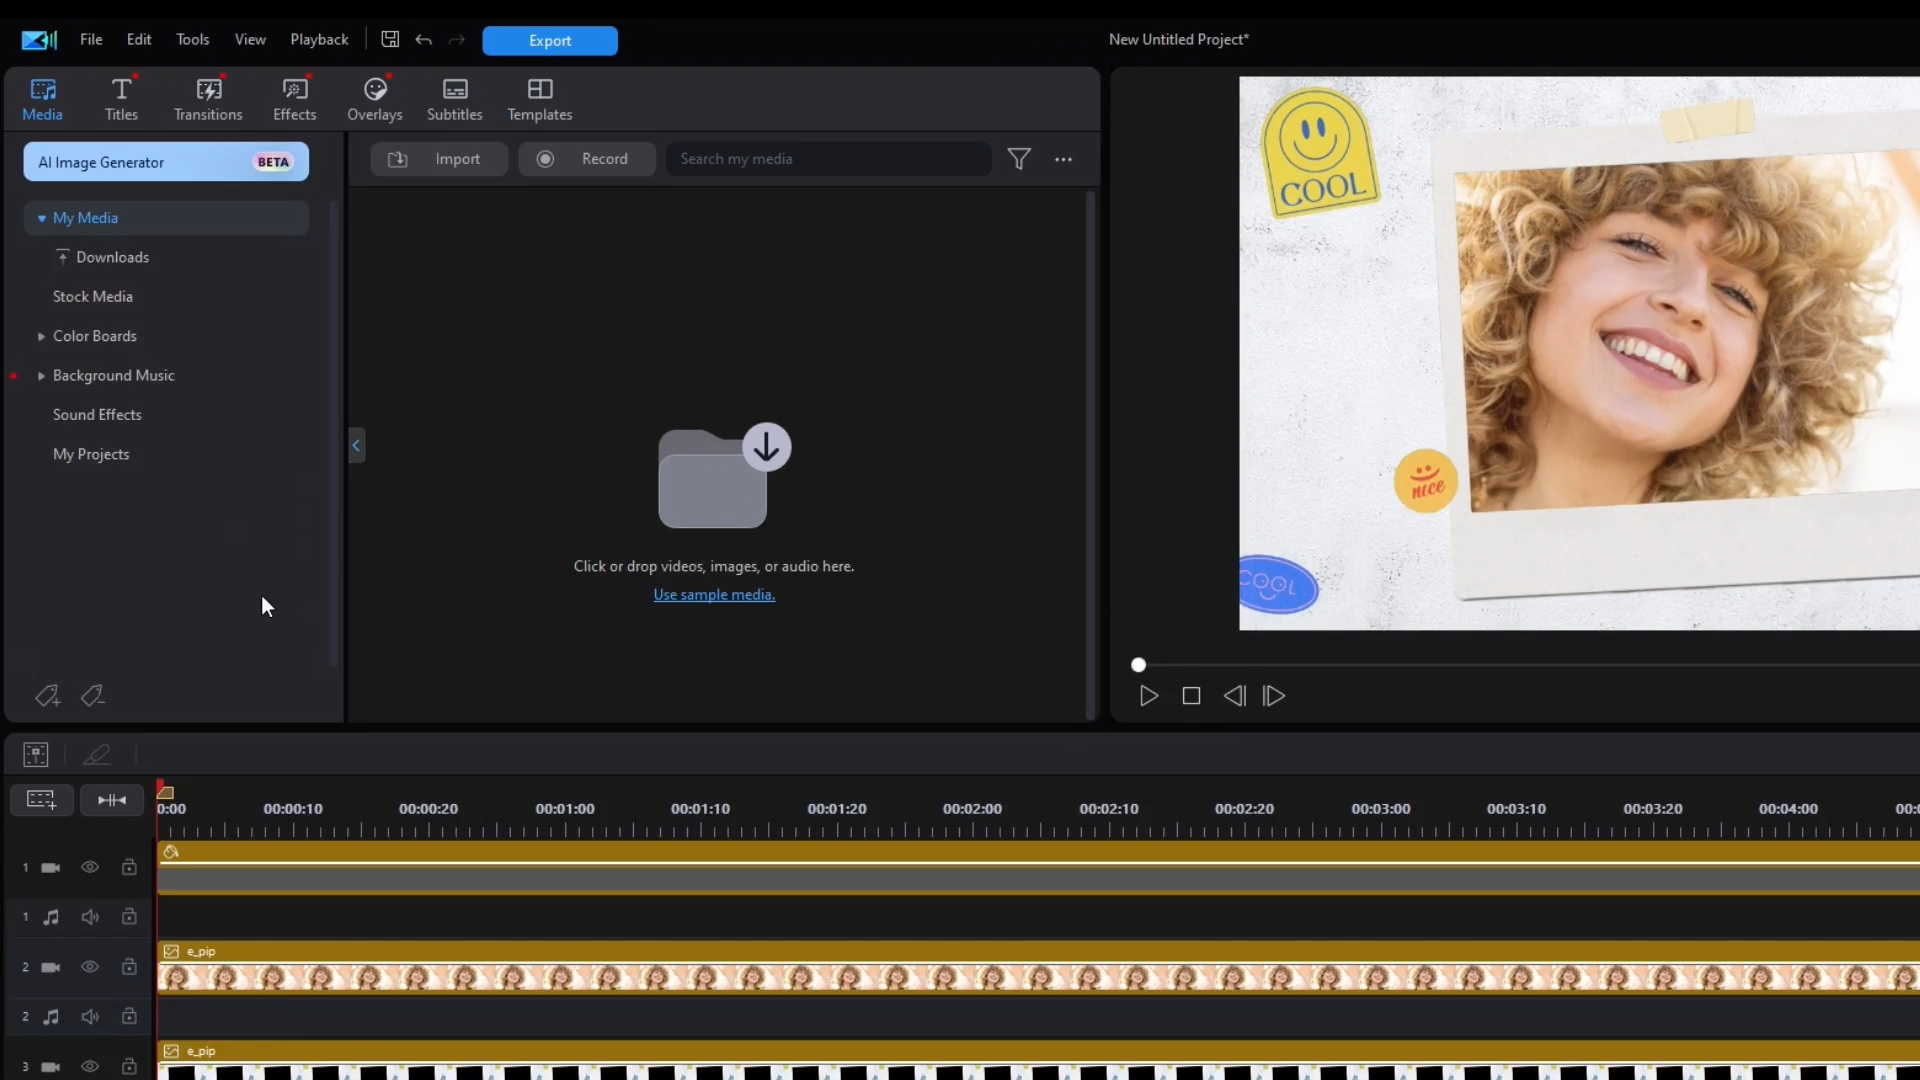 File Edit Tools View Playback Export New Untitled Project*
Media Titles Transitions Effects Overlays Subtitles Templates
AI Image Generator BETA
Import Record Search my media
My Media
Downloads
Stock Media
Color Boards
Background Music
Sound Effects
My Projects
Click or drop videos, images, or audio here.
Use sample media.
COOL
nice
COOL
0:00 00:00:10 00:00:20 00:01:00 00:01:10 00:01:20 00:02:00 00:02:10 00:02:20 00:03:00 00:03:10 00:03:20 00:04:00 00:
1
1
2 e_pip
2
3 e_pip